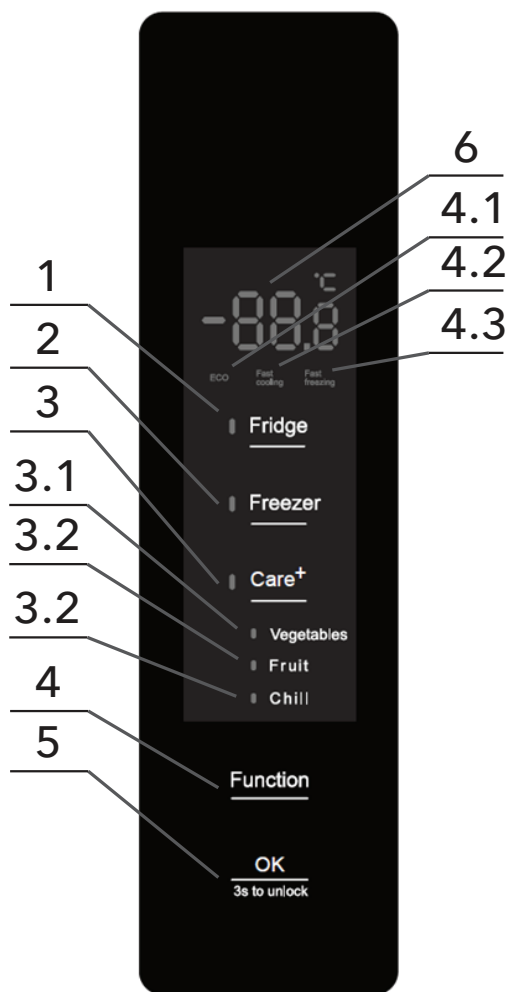 6
4.1
4.2
4.3
1
2
3
3.1
3.2
3.2
4
5
°C
-88.8
ECO
Fast cooling
Fast freezing
Fridge
Freezer
Care+
Vegetables
Fruit
Chill
Function
OK
3s to unlock